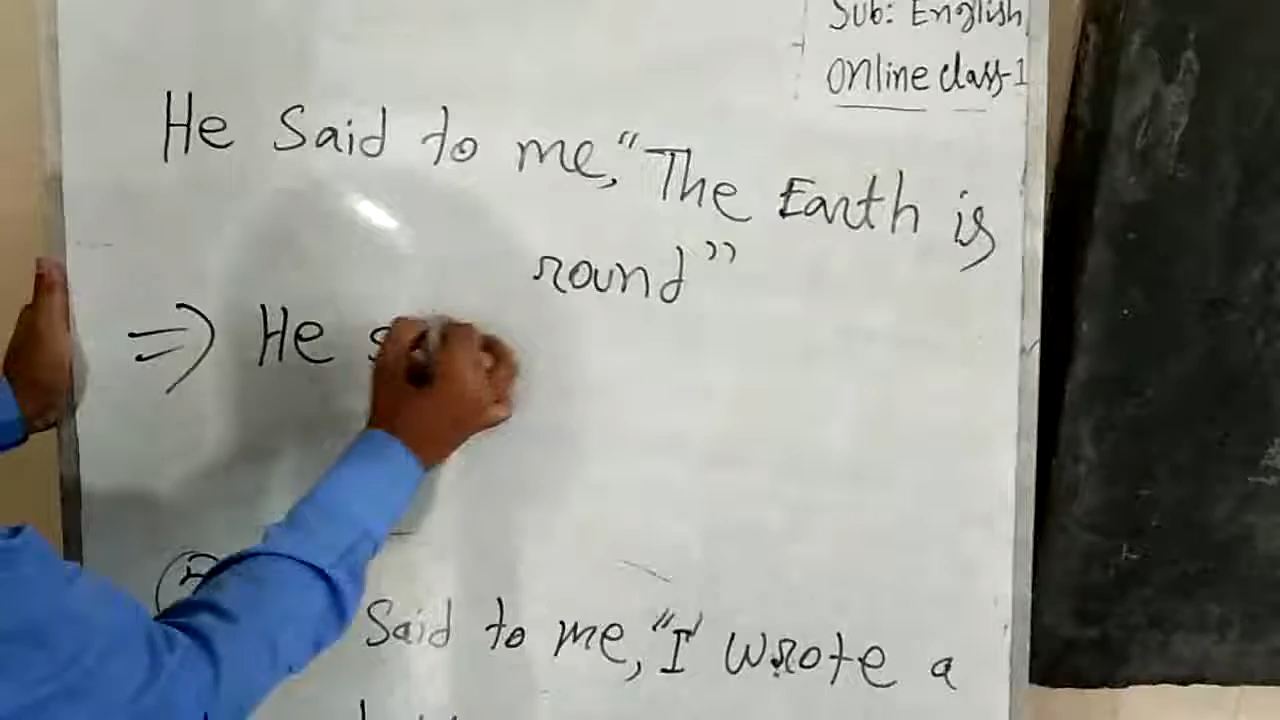 Sub: English
Online class-1
He Said to me, "The Earth is
round"
=> He
Said to me, "I wrote a